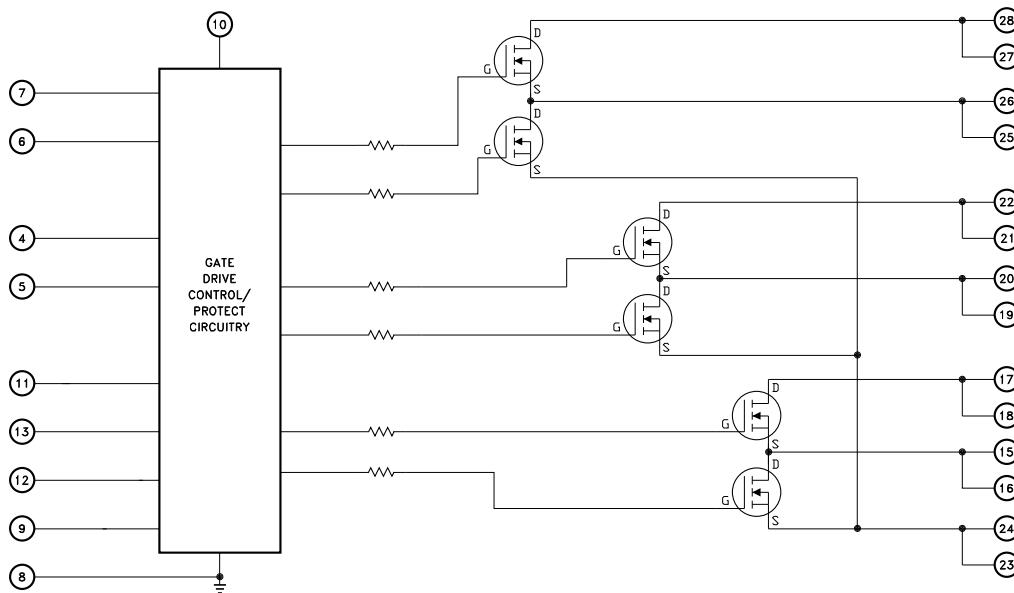 10
28
D
7
G
27
S
26
D
6
25
G
S
22
D
4
21
G
GATE
DRIVE
CONTROL/
PROTECT
CIRCUITRY
S
5
20
D
19
G
S
11
17
D
18
13
G
S
15
D
12
16
G
S
9
24
23
8